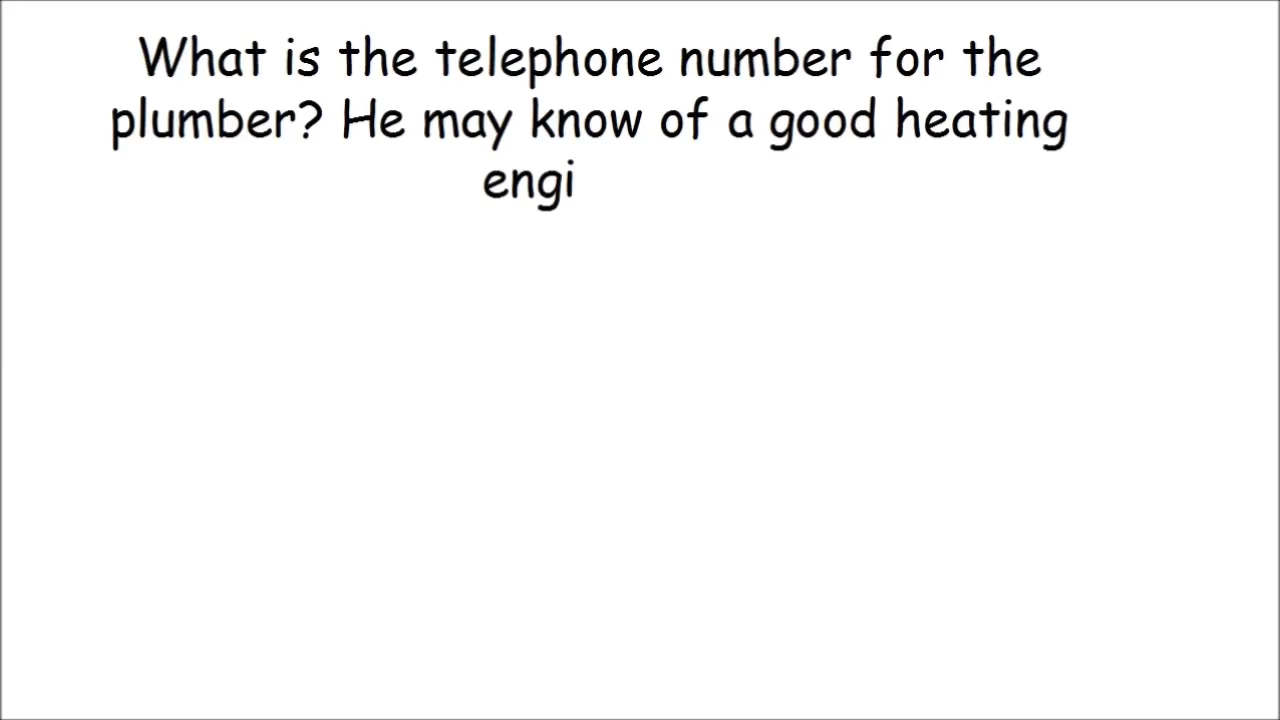 What is the telephone number for the
plumber? He may know of a good heating
engi